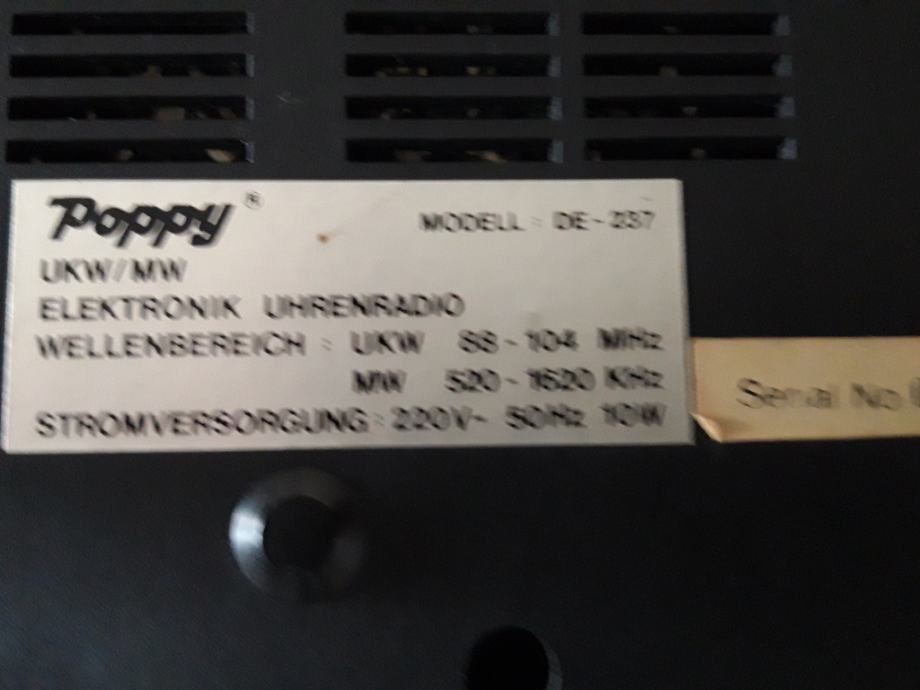 Poppy®
MODELL: DE-237
UKW/MW
ELEKTRONIK UHRENRADIO
WELLENBEREICH: UKW 88-104 MHz
MW 520-1620 KHz
STROMVERSORGUNG: 220V~ 50Hz 10W
Serial No